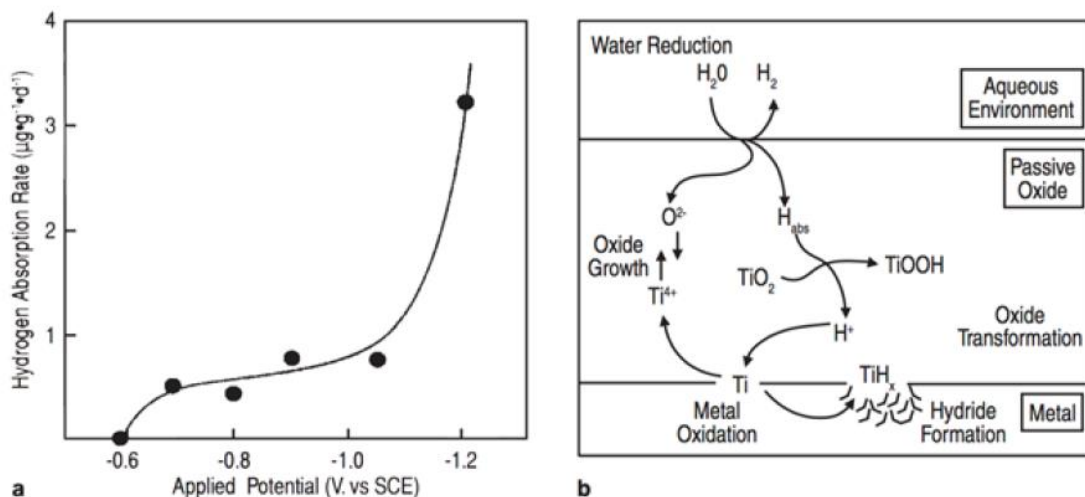 4
3
2
1
Hydrogen Absorption Rate (µg•g⁻¹•d⁻¹)
-0.6 -0.8 -1.0 -1.2
Applied Potential (V. vs SCE)
a
Water Reduction
H₂0 H₂
Aqueous
Environment
Passive
Oxide
O²⁻
H_abs
Oxide
Growth
TiO₂
TiOOH
Ti⁴⁺
Oxide
Transformation
H⁺
Ti
TiHₓ
Metal
Oxidation
Hydride
Formation
Metal
b